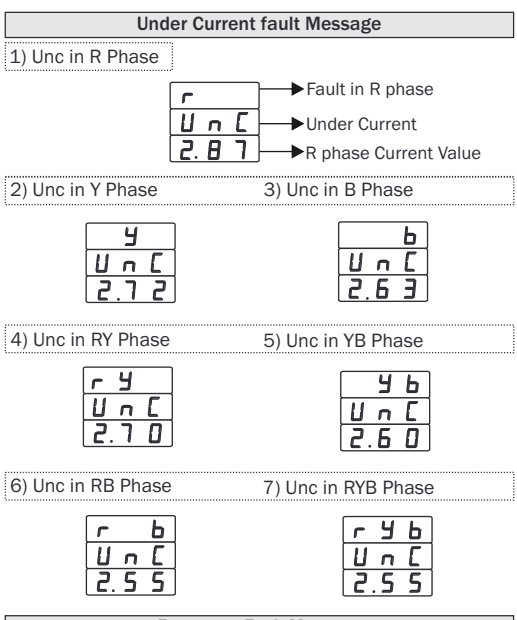 Under Current fault Message
1) Unc in R Phase
r
Fault in R phase
U n C
Under Current
2.8 7
R phase Current Value
2) Unc in Y Phase
3) Unc in B Phase
y
U n C
2.7 2
b
U n C
2.6 3
4) Unc in RY Phase
5) Unc in YB Phase
r y
U n C
2.7 0
y b
U n C
2.6 0
6) Unc in RB Phase
7) Unc in RYB Phase
r b
U n C
2.5 5
r y b
U n C
2.5 5